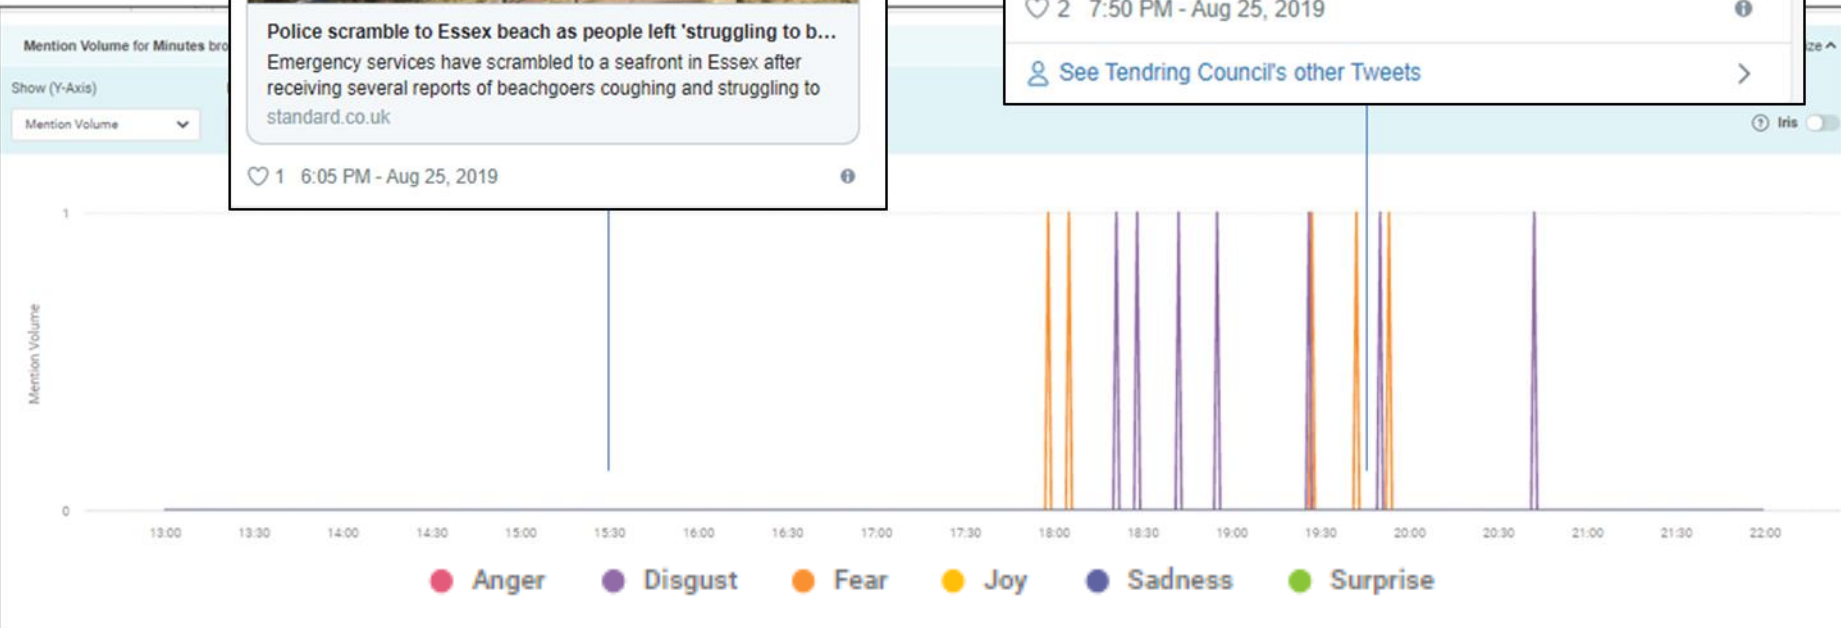 Police scramble to Essex beach as people left 'struggling to b...
Emergency services have scrambled to a seafront in Essex after
receiving several reports of beachgoers coughing and struggling to
standard.co.uk
1 6:05 PM - Aug 25, 2019
2 7:50 PM - Aug 25, 2019
See Tendring Council's other Tweets
Mention Volume for Minutes bro
ze
Show (Y-Axis)
Mention Volume
Iris
1
Mention Volume
0
13:00 13:30 14:00 14:30 15:00 15:30 16:00 16:30 17:00 17:30 18:00 18:30 19:00 19:30 20:00 20:30 21:00 21:30 22:00
Anger Disgust Fear Joy Sadness Surprise